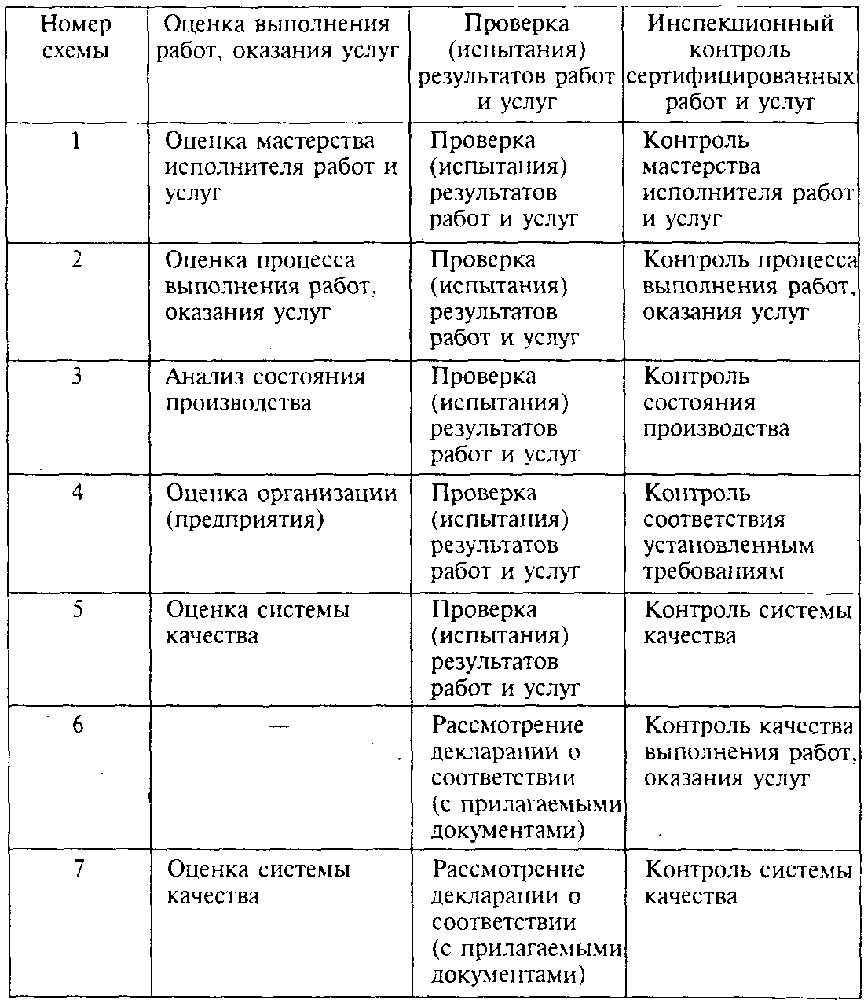 Номер
схемы
Оценка выполнения
работ, оказания услуг
Проверка
(испытания)
результатов работ
и услуг
Инспекционный
контроль
сертифицированных
работ и услуг
1
Оценка мастерства
исполнителя работ и
услуг
Проверка
(испытания)
результатов
работ и услуг
Контроль
мастерства
исполнителя работ
и услуг
2
Оценка процесса
выполнения работ,
оказания услуг
Проверка
(испытания)
результатов
работ и услуг
Контроль процесса
выполнения работ,
оказания услуг
3
Анализ состояния
производства
Проверка
(испытания)
результатов
работ и услуг
Контроль
состояния
производства
4
Оценка организации
(предприятия)
Проверка
(испытания)
результатов
работ и услуг
Контроль
соответствия
установленным
требованиям
5
Оценка системы
качества
Проверка
(испытания)
результатов
работ и услуг
Контроль системы
качества
6
—
Рассмотрение
декларации о
соответствии
(с прилагаемыми
документами)
Контроль качества
выполнения работ,
оказания услуг
7
Оценка системы
качества
Рассмотрение
декларации о
соответствии
(с прилагаемыми
документами)
Контроль системы
качества